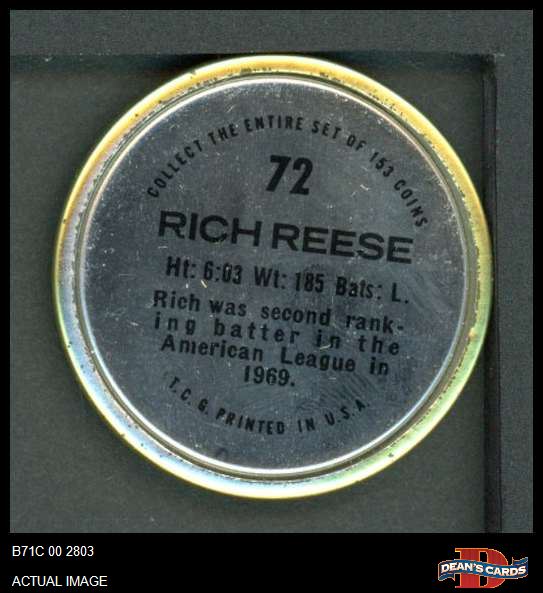 COLLECT THE ENTIRE SET OF 153 COINS
72
RICH REESE
Ht: 6:03 Wt: 185 Bats: L.
Rich was second rank-
ing batter in the
American League in
1969.
T.C.G. PRINTED IN U.S.A.
B71C 00 2803
ACTUAL IMAGE
D
DEAN'S CARDS